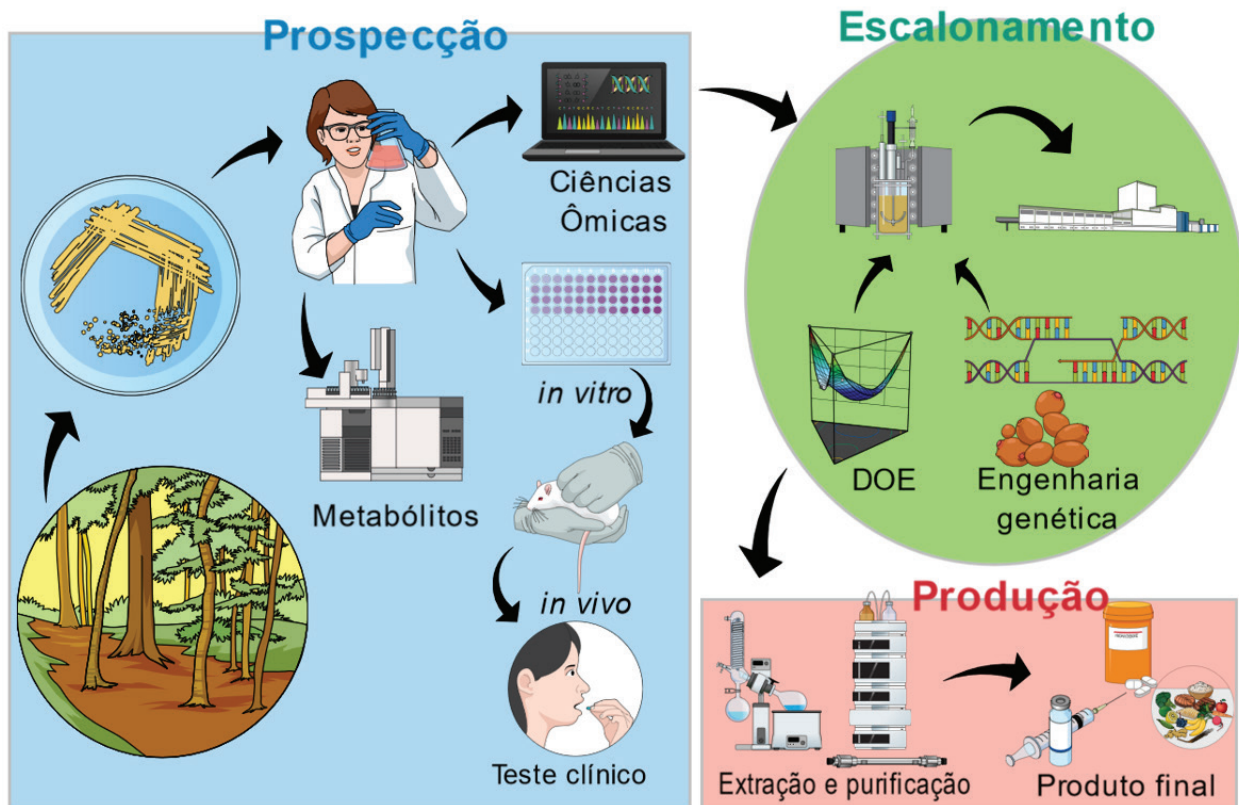 Prospecção
Ciências
Ômicas
in vitro
Metabólitos
in vivo
Teste clínico
Escalonamento
DOE
Engenharia
genética
Produção
Extração e purificação
Produto final